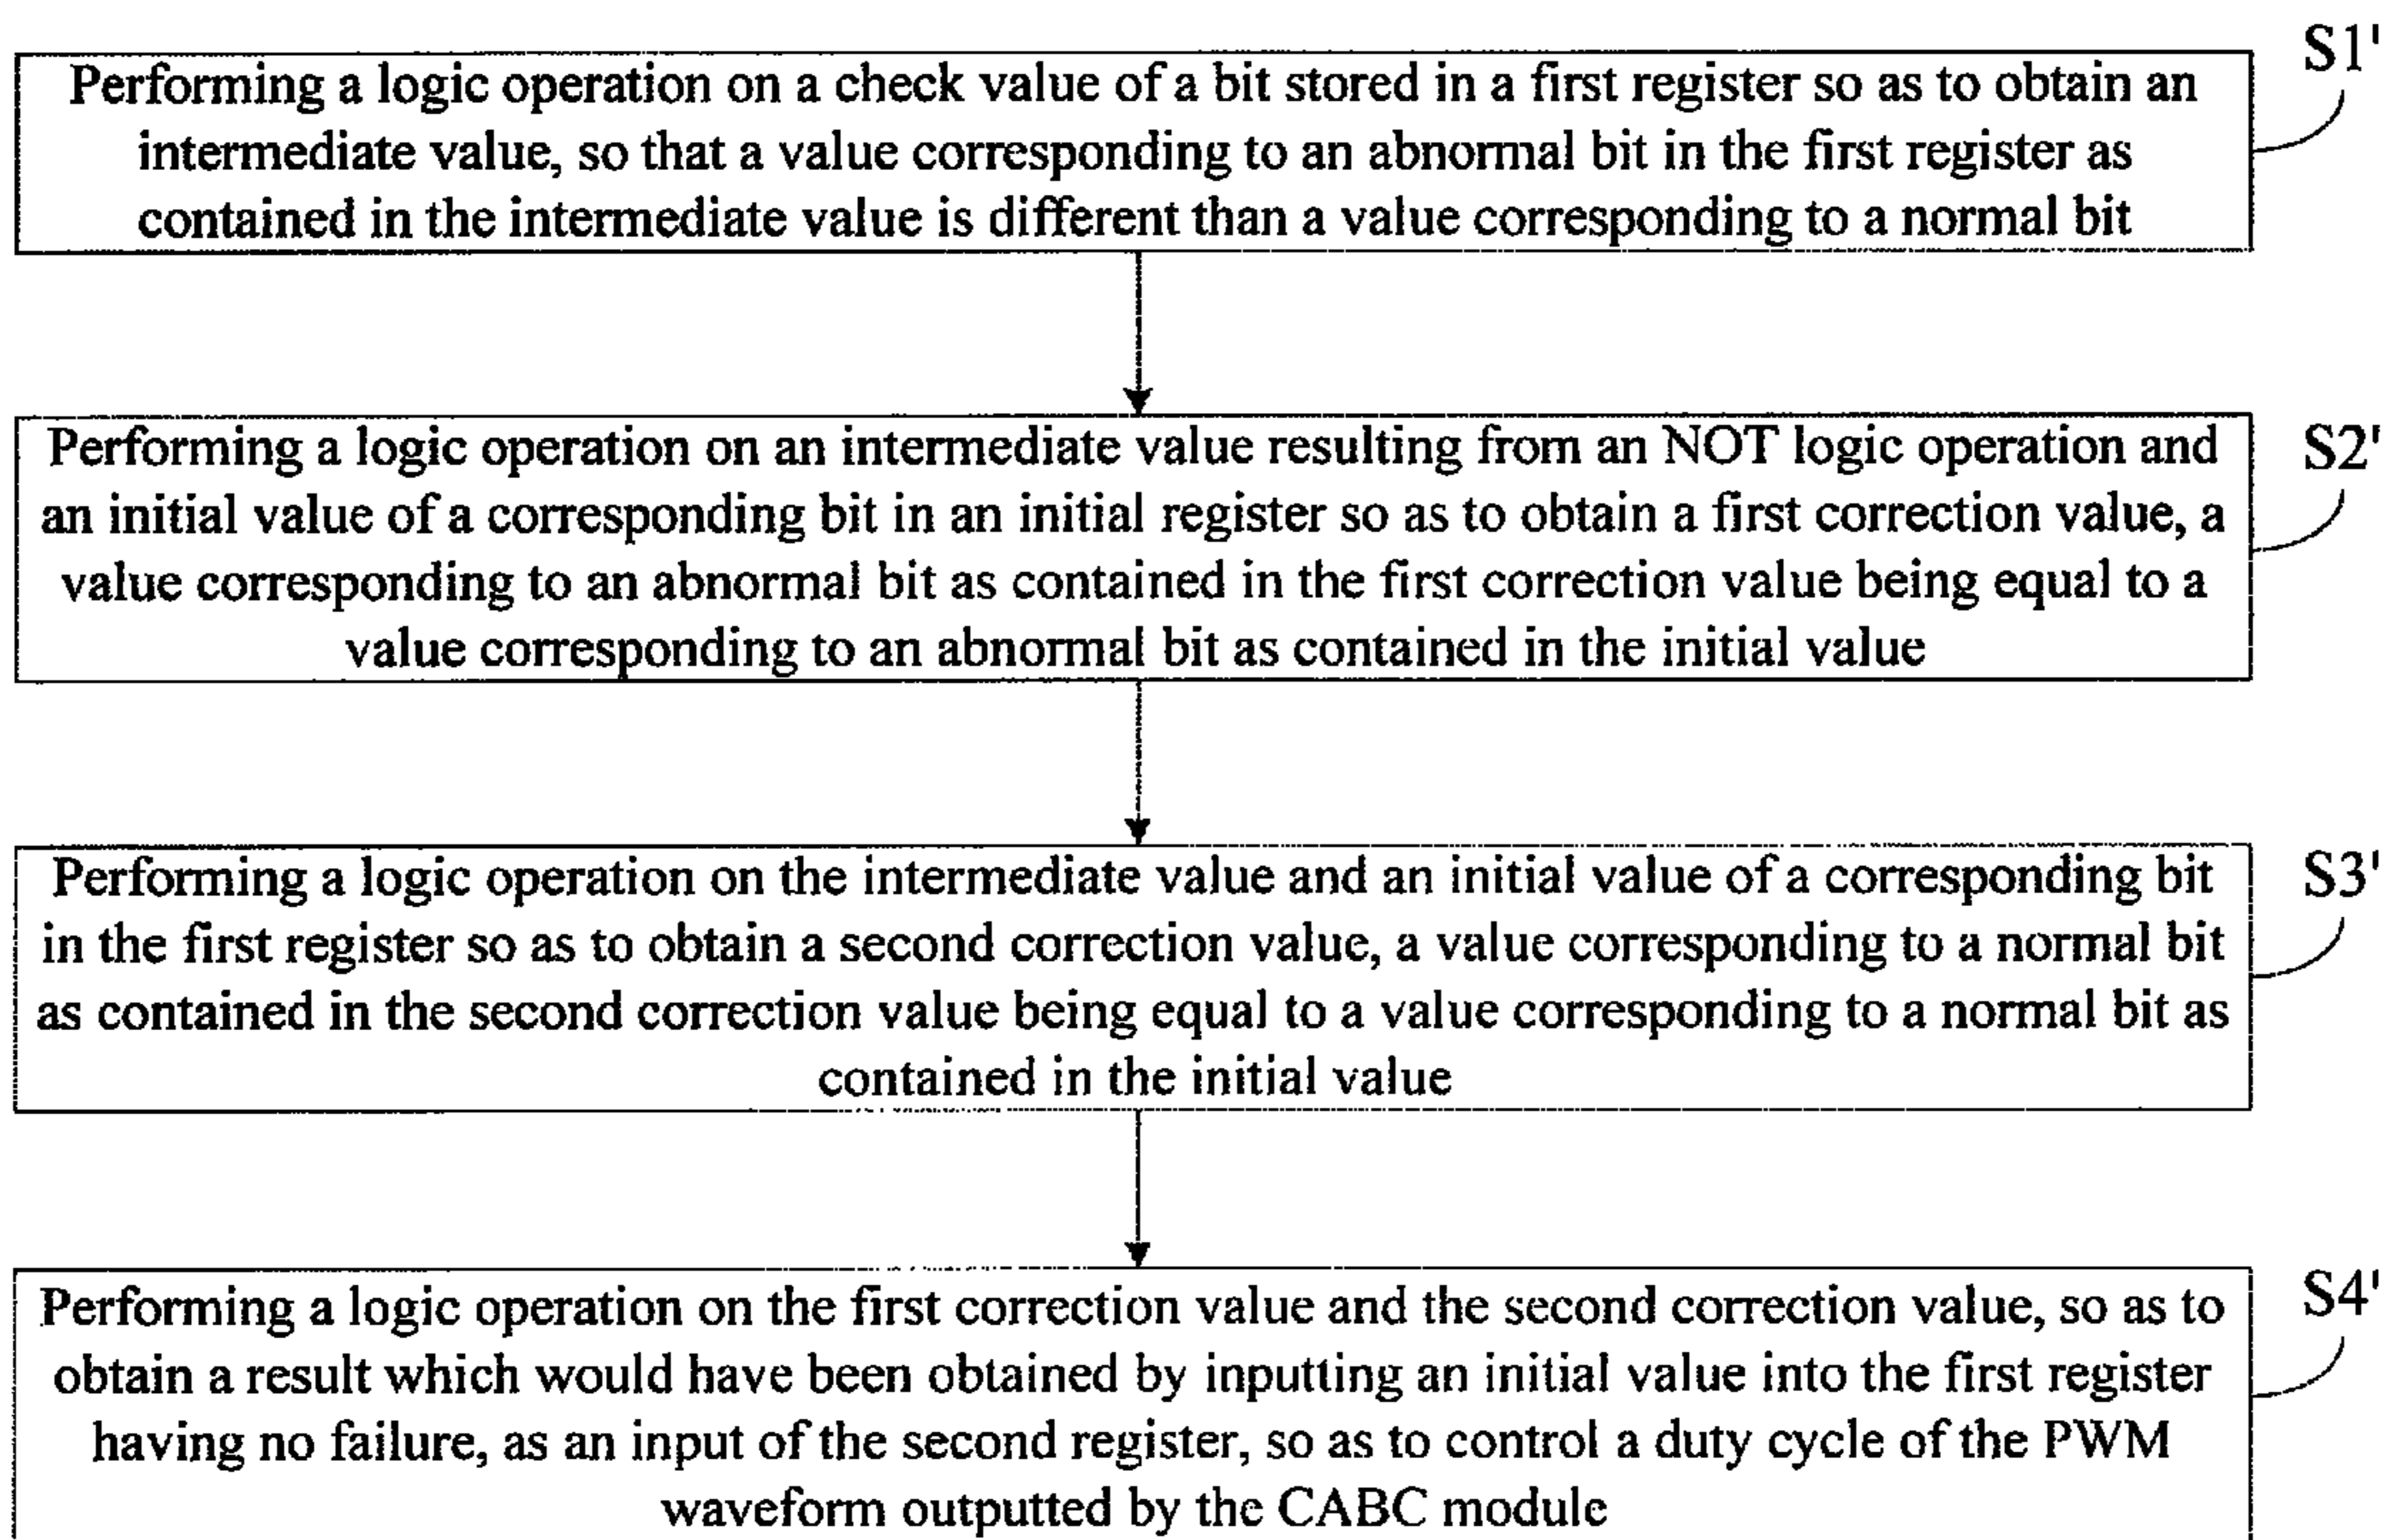 S1'
Performing a logic operation on a check value of a bit stored in a first register so as to obtain an
intermediate value, so that a value corresponding to an abnormal bit in the first register as
contained in the intermediate value is different than a value corresponding to a normal bit
S2'
Performing a logic operation on an intermediate value resulting from an NOT logic operation and
an initial value of a corresponding bit in an initial register so as to obtain a first correction value, a
value corresponding to an abnormal bit as contained in the first correction value being equal to a
value corresponding to an abnormal bit as contained in the initial value
S3'
Performing a logic operation on the intermediate value and an initial value of a corresponding bit
in the first register so as to obtain a second correction value, a value corresponding to a normal bit
as contained in the second correction value being equal to a value corresponding to a normal bit as
contained in the initial value
S4'
Performing a logic operation on the first correction value and the second correction value, so as to
obtain a result which would have been obtained by inputting an initial value into the first register
having no failure, as an input of the second register, so as to control a duty cycle of the PWM
waveform outputted by the CABC module